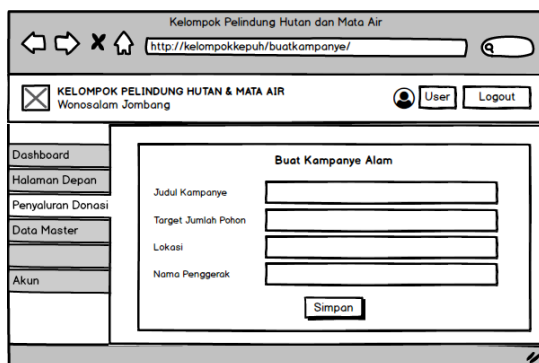 Kelompok Pelindung Hutan dan Mata Air
http://kelompokkepuh/buatkampanye/
KELOMPOK PELINDUNG HUTAN & MATA AIR
Wonosalam Jombang
User
Logout
Dashboard
Halaman Depan
Penyaluran Donasi
Data Master
Akun
Buat Kampanye Alam
Judul Kampanye
Target Jumlah Pohon
Lokasi
Nama Penggerak
Simpan